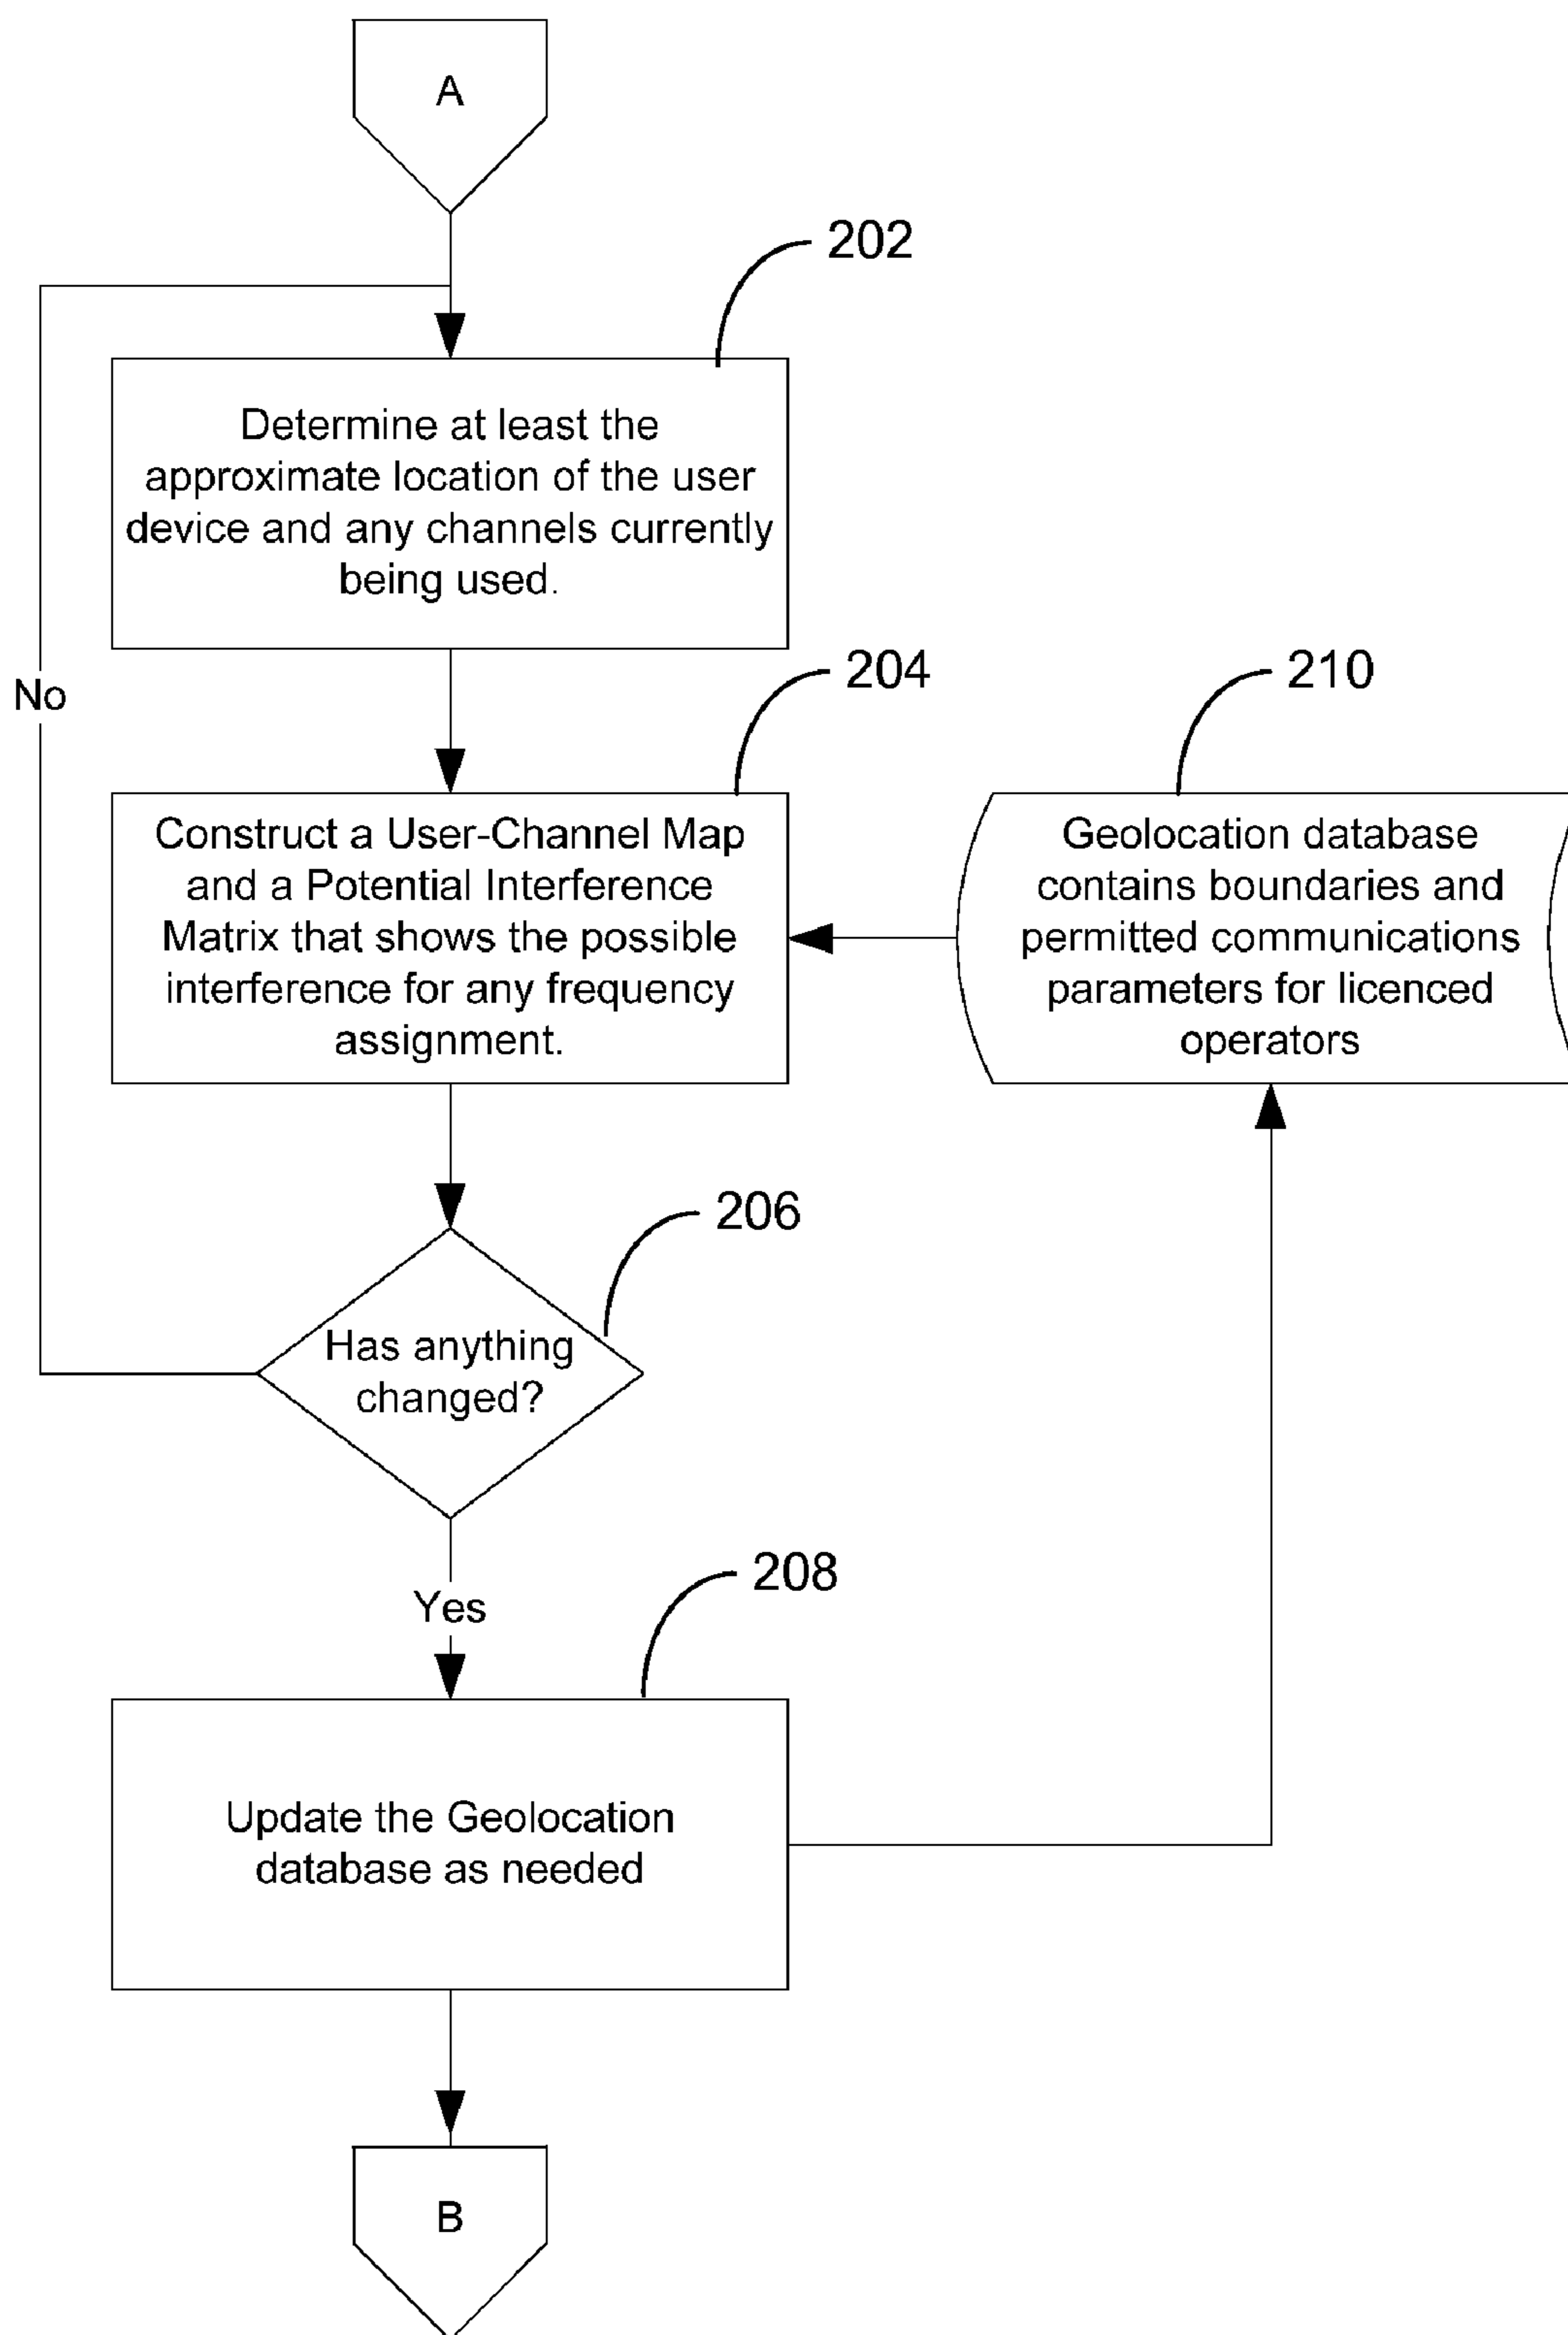 A
202
Determine at least the
approximate location of the user
device and any channels currently
being used.
No
204
210
Construct a User-Channel Map
and a Potential Interference
Matrix that shows the possible
interference for any frequency
assignment.
Geolocation database
contains boundaries and
permitted communications
parameters for licenced
operators
206
Has anything
changed?
Yes
208
Update the Geolocation
database as needed
B